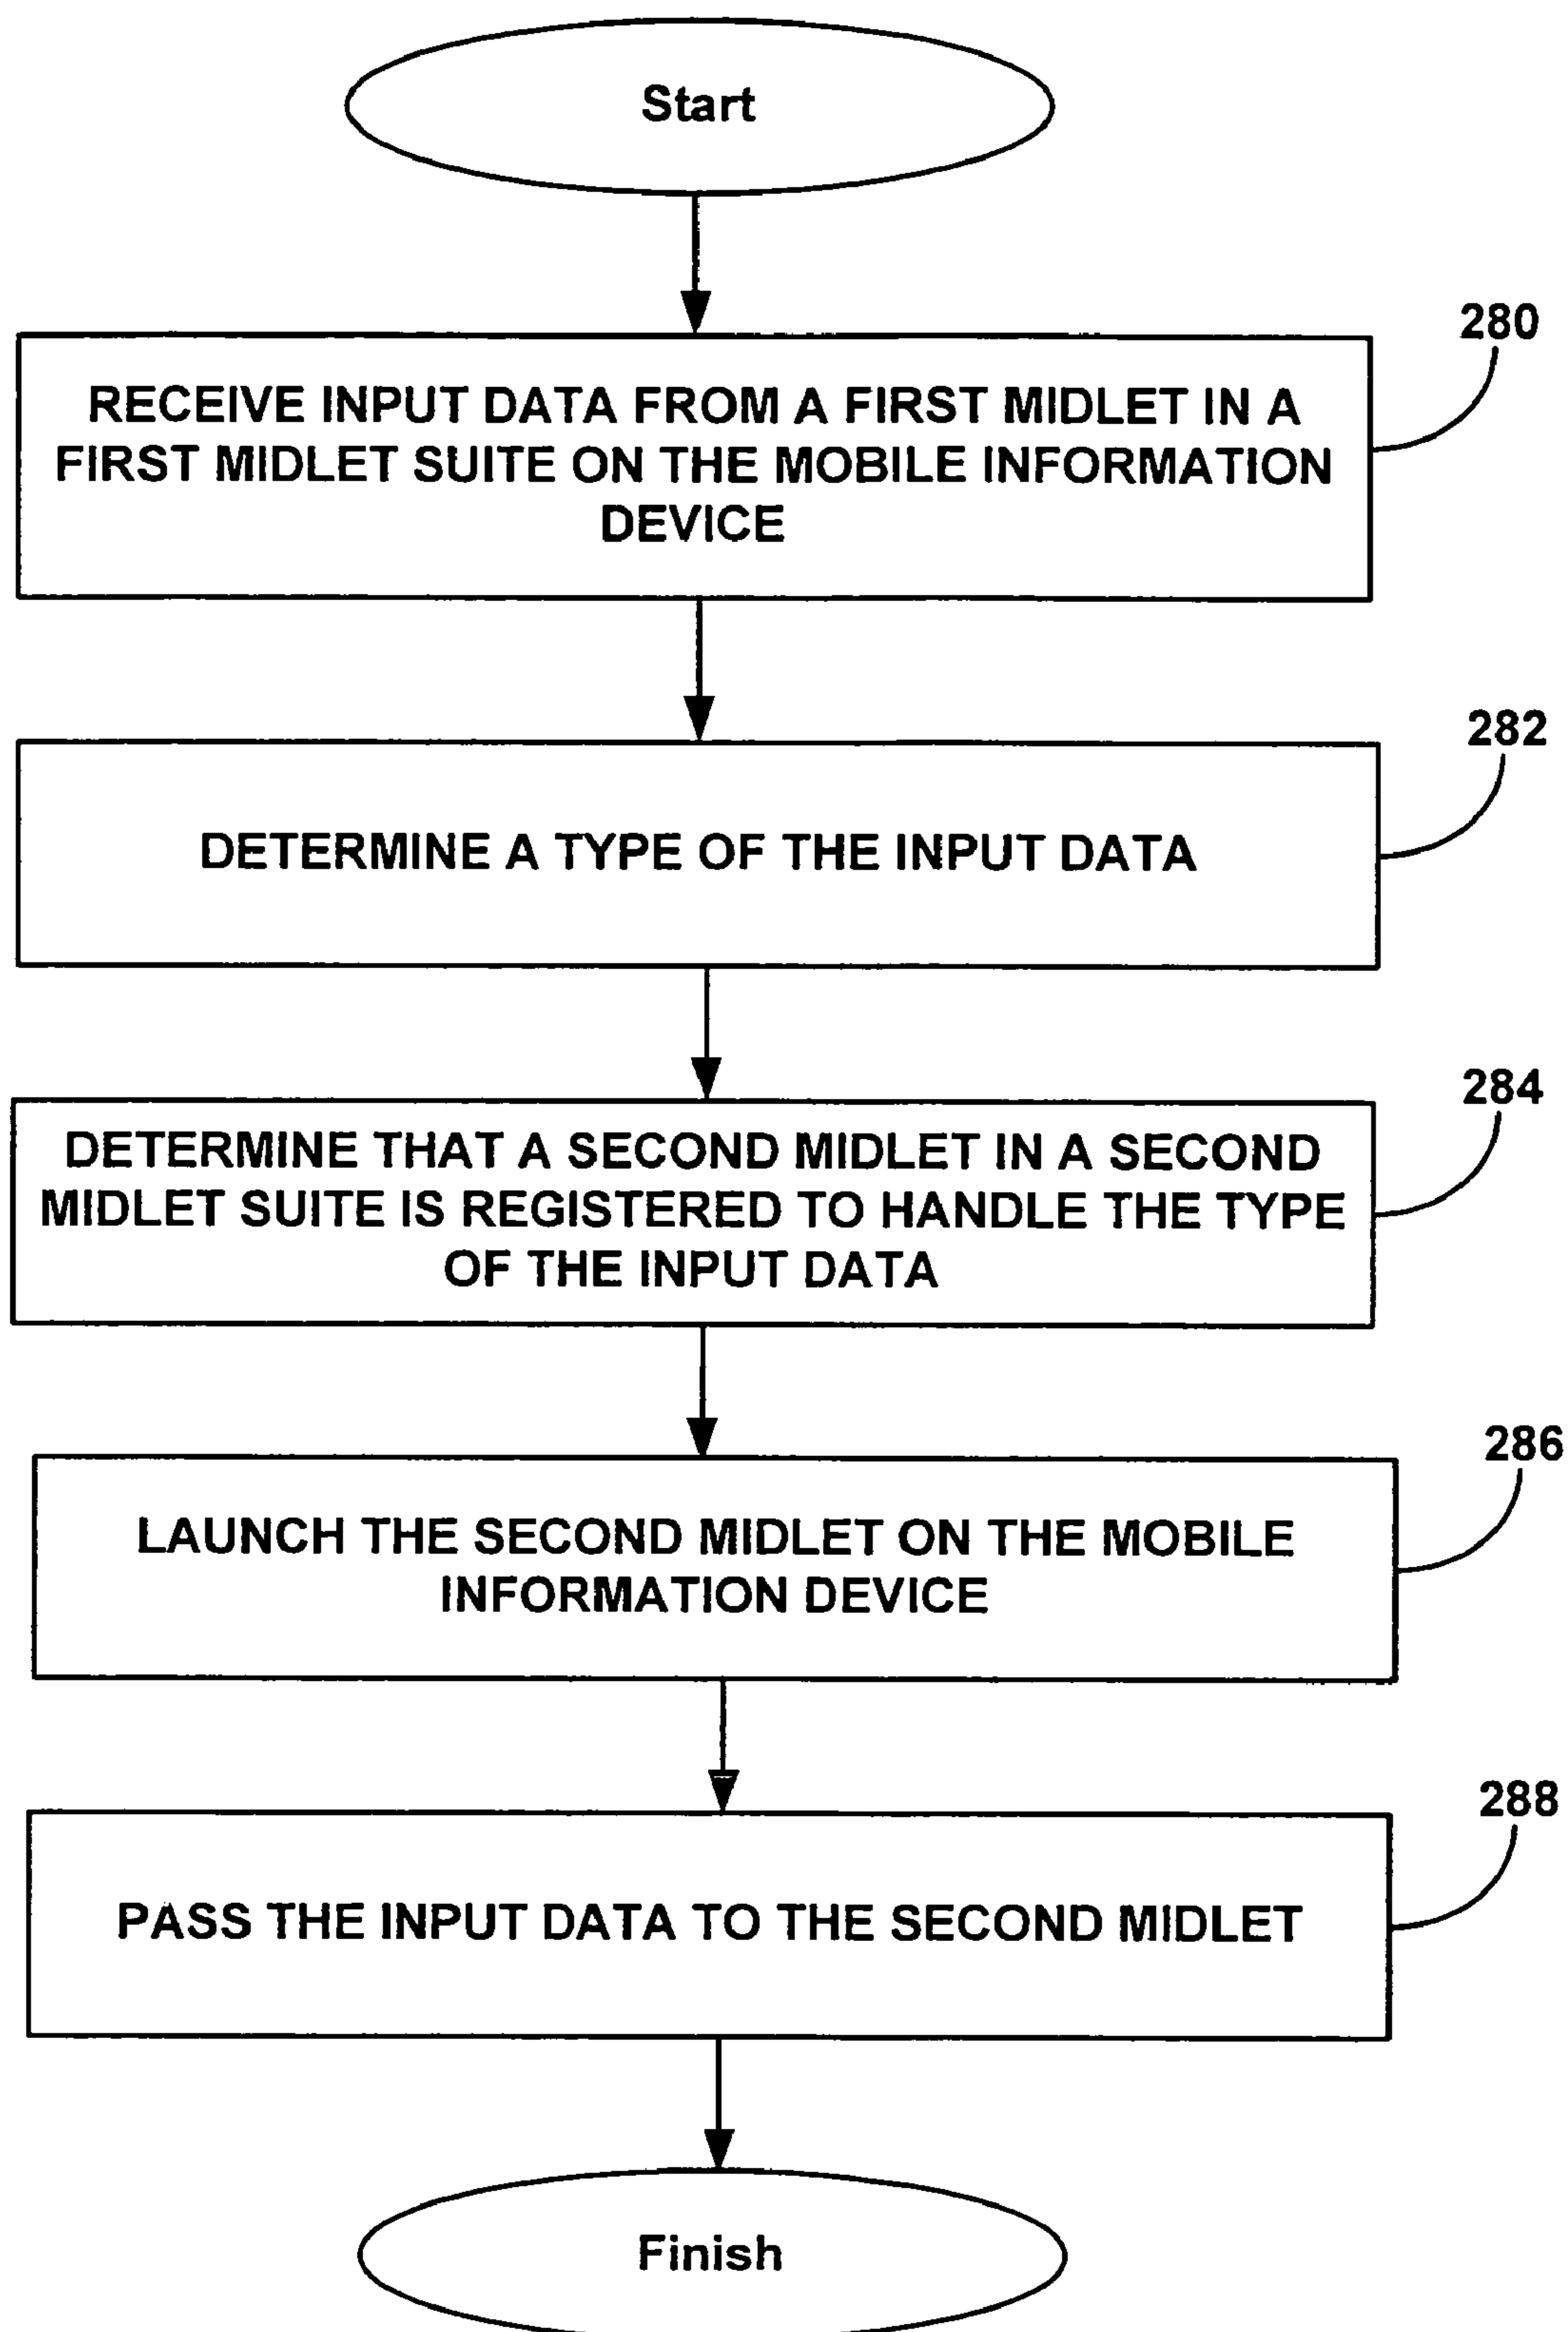 Start
280
RECEIVE INPUT DATA FROM A FIRST MIDLET IN A
FIRST MIDLET SUITE ON THE MOBILE INFORMATION
DEVICE
282
DETERMINE A TYPE OF THE INPUT DATA
284
DETERMINE THAT A SECOND MIDLET IN A SECOND
MIDLET SUITE IS REGISTERED TO HANDLE THE TYPE
OF THE INPUT DATA
286
LAUNCH THE SECOND MIDLET ON THE MOBILE
INFORMATION DEVICE
288
PASS THE INPUT DATA TO THE SECOND MIDLET
Finish